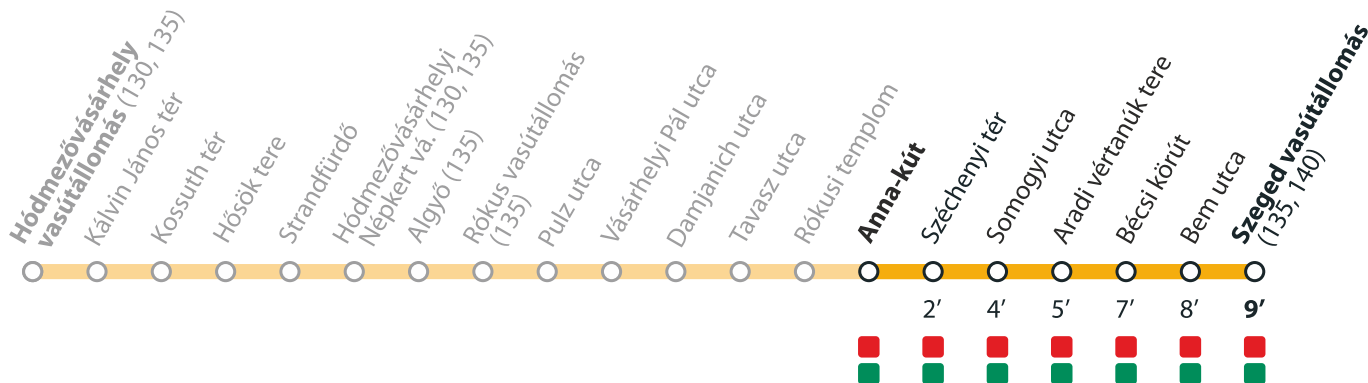 Hódmezővásárhely
vasútállomás (130, 135)
Kálvin János tér
Kossuth tér
Hősök tere
Strandfürdő
Hódmezővásárhelyi
Népkert vá. (130, 135)
Algyő (135)
Rókus vasútállomás
(135)
Pulz utca
Vásárhelyi Pál utca
Damjanich utca
Tavasz utca
Rókusi templom
Anna-kút
Széchenyi tér
Somogyi utca
Aradi vértanúk tere
Bécsi körút
Bem utca
Szeged vasútállomás
(135, 140)
2’ 4’ 5’ 7’ 8’ 9’